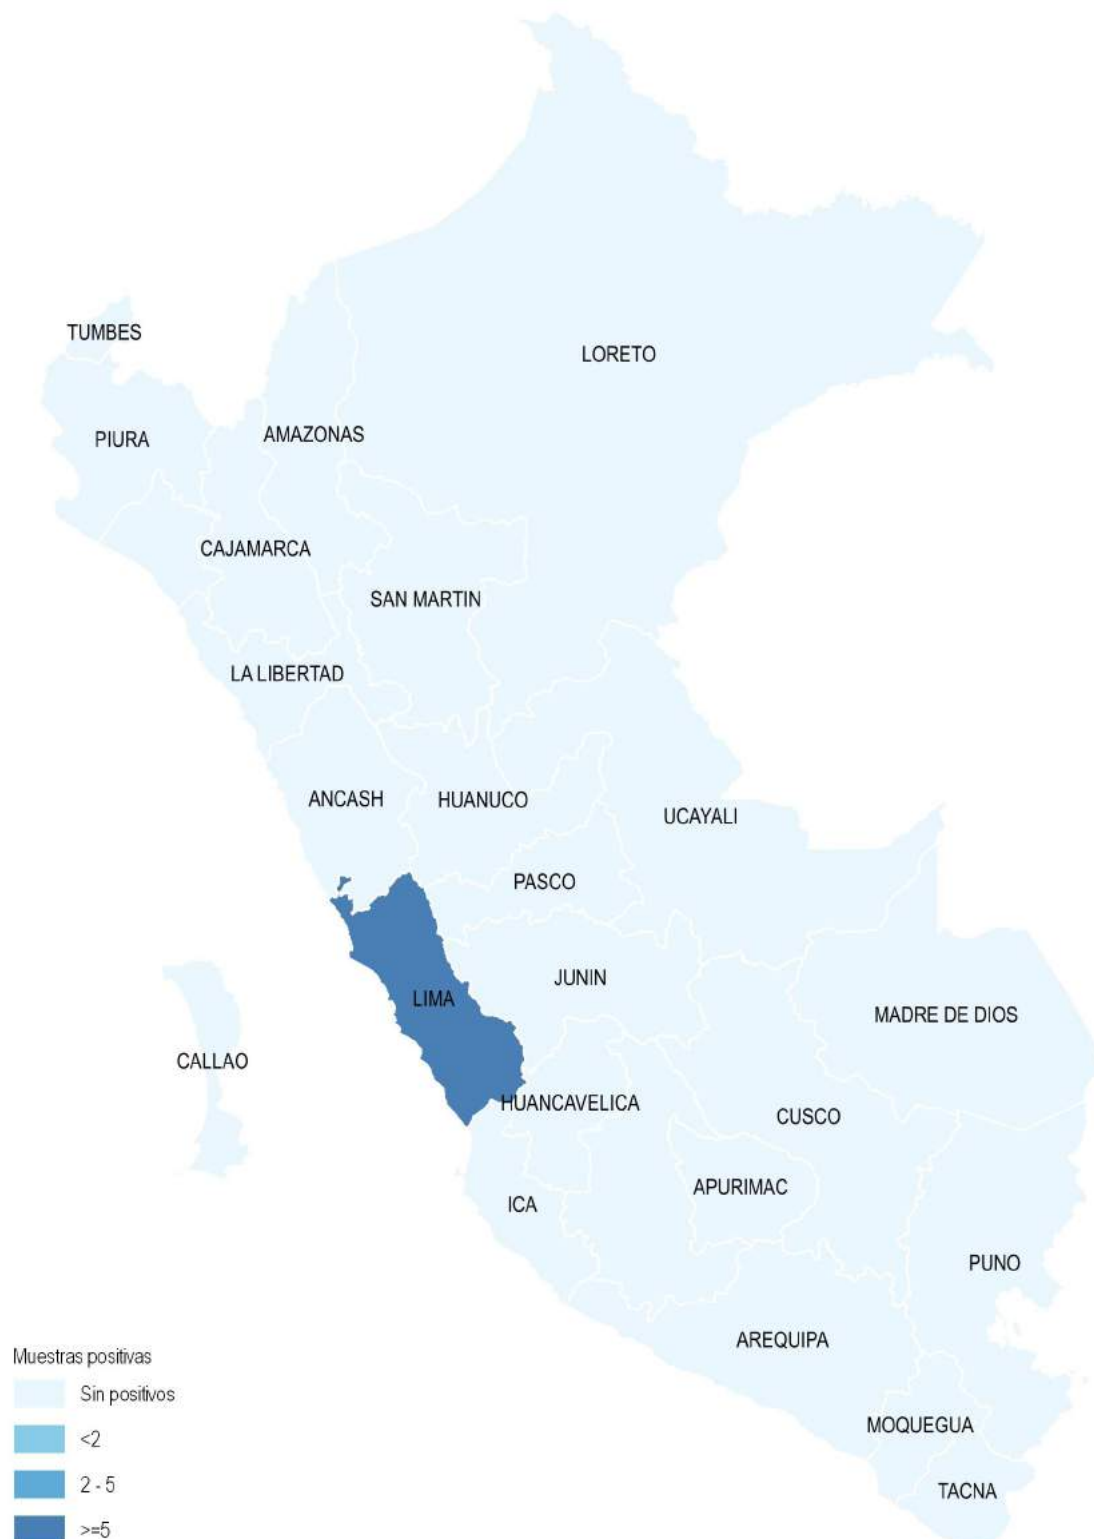 TUMBES
LORETO
PIURA
AMAZONAS
CAJAMARCA
SAN MARTIN
LA LIBERTAD
ANCASH
HUANUCO
UCAYALI
PASCO
JUNIN
LIMA
MADRE DE DIOS
CALLAO
HUANCAVELICA
CUSCO
APURIMAC
ICA
PUNO
AREQUIPA
MOQUEGUA
TACNA
Muestras positivas
Sin positivos
<2
2 - 5
>=5